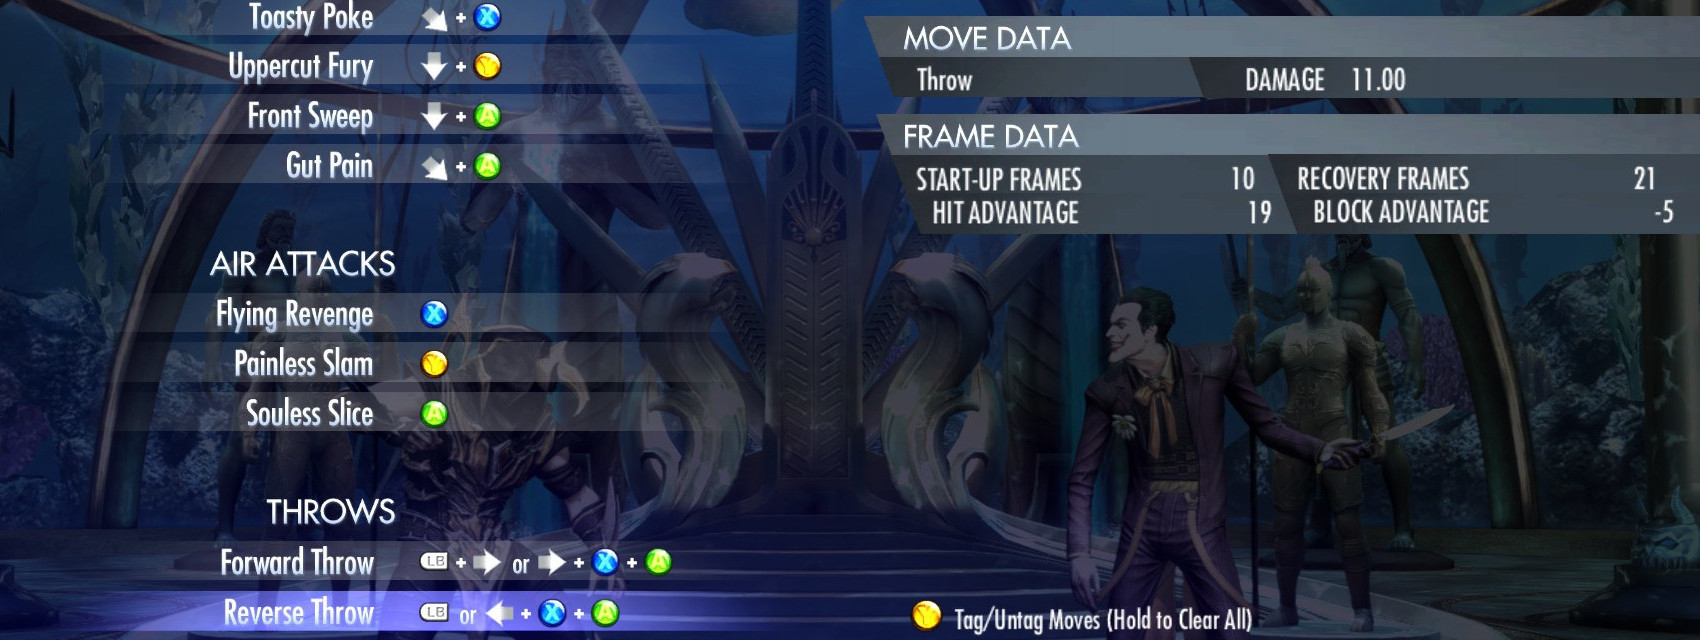 Toasty Poke + X
Uppercut Fury + Y
Front Sweep + A
Gut Pain + A
AIR ATTACKS
Flying Revenge X
Painless Slam Y
Souless Slice A
THROWS
Forward Throw LB + or + X + A
Reverse Throw LB or + X + A
MOVE DATA
Throw DAMAGE 11.00
FRAME DATA
START-UP FRAMES 10 RECOVERY FRAMES 21
HIT ADVANTAGE 19 BLOCK ADVANTAGE -5
Y Tag/Untag Moves (Hold to Clear All)